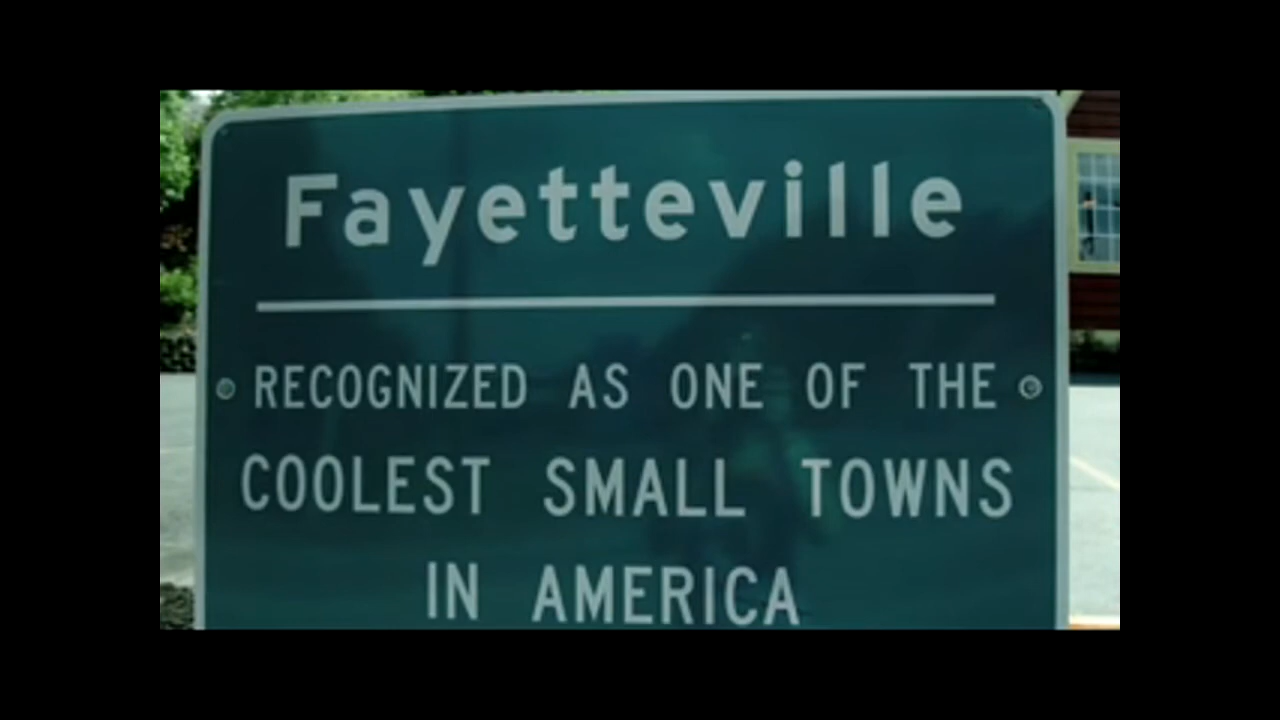 Fayetteville
RECOGNIZED AS ONE OF THE
COOLEST SMALL TOWNS
IN AMERICA